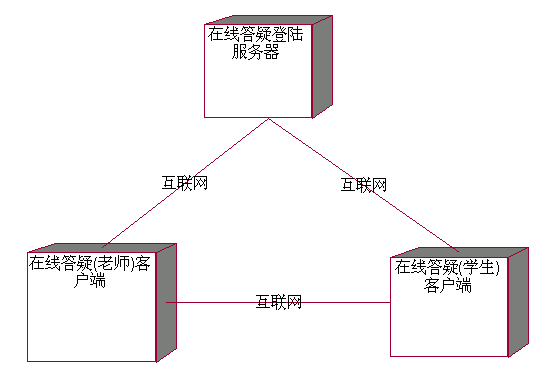 在线答疑登陆
服务器
互联网
互联网
在线答疑(老师)客
户端
在线答疑(学生)
客户端
互联网